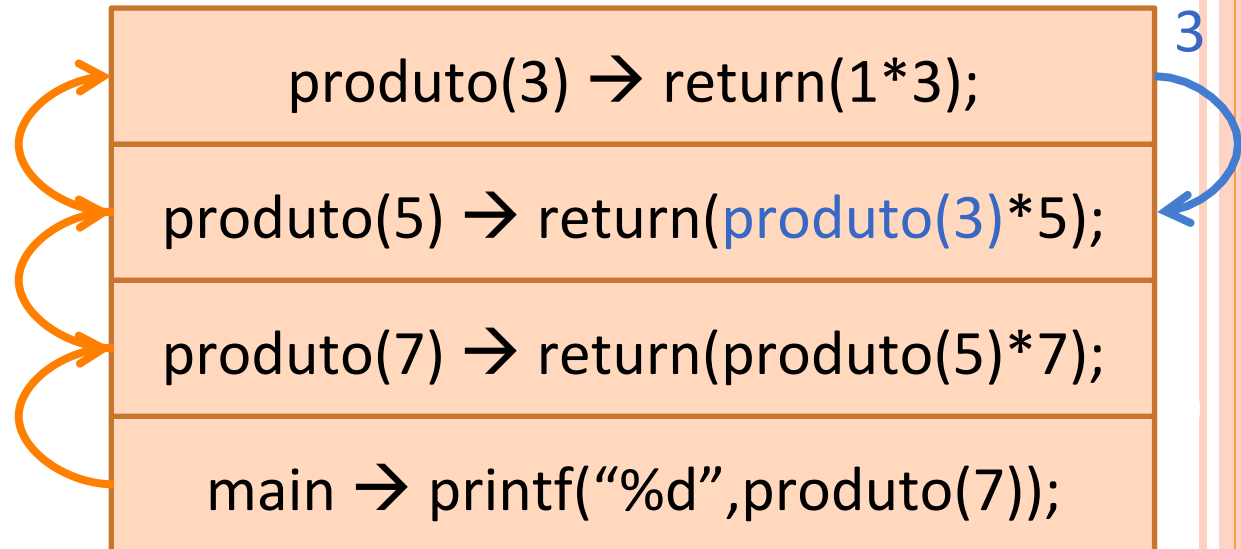 3
produto(3) → return(1*3);
produto(5) → return(produto(3)*5);
produto(7) → return(produto(5)*7);
main → printf(“%d”,produto(7));